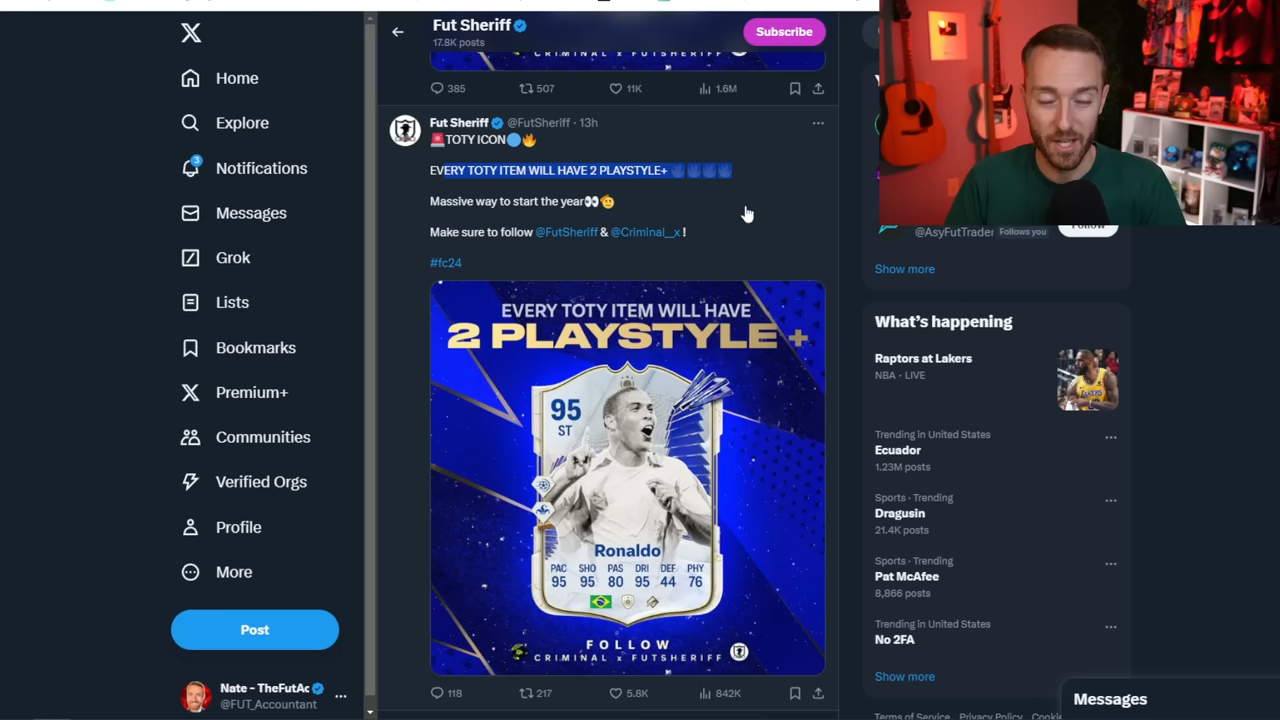 Home
Explore
3
Notifications
Messages
Grok
Lists
Bookmarks
Premium+
Communities
Verified Orgs
Profile
More
Post
Nate - TheFutAc
@FUT_Accountant
Fut Sheriff
17.8K posts
Subscribe
CRIMINAL x FUTSHERIFF
385
507
11K
1.6M
Fut Sheriff @FutSheriff · 13h
🚨TOTY ICON🔵🔥
EVERY TOTY ITEM WILL HAVE 2 PLAYSTYLE+
Massive way to start the year👀🫡
Make sure to follow @FutSheriff & @Criminal__x !
#fc24
EVERY TOTY ITEM WILL HAVE
2 PLAYSTYLE +
95
ST
Ronaldo
PAC SHO PAS DRI DEF PHY
95 95 80 95 44 76
FOLLOW
CRIMINAL x FUTSHERIFF
118
217
5.8K
842K
@AsyFutTrader Follows you
Follow
Show more
What's happening
Raptors at Lakers
NBA · LIVE
Trending in United States
Ecuador
1.23M posts
Sports · Trending
Dragusin
21.4K posts
Sports · Trending
Pat McAfee
8,866 posts
Trending in United States
No 2FA
Show more
Messages
Terms of Service Privacy Policy